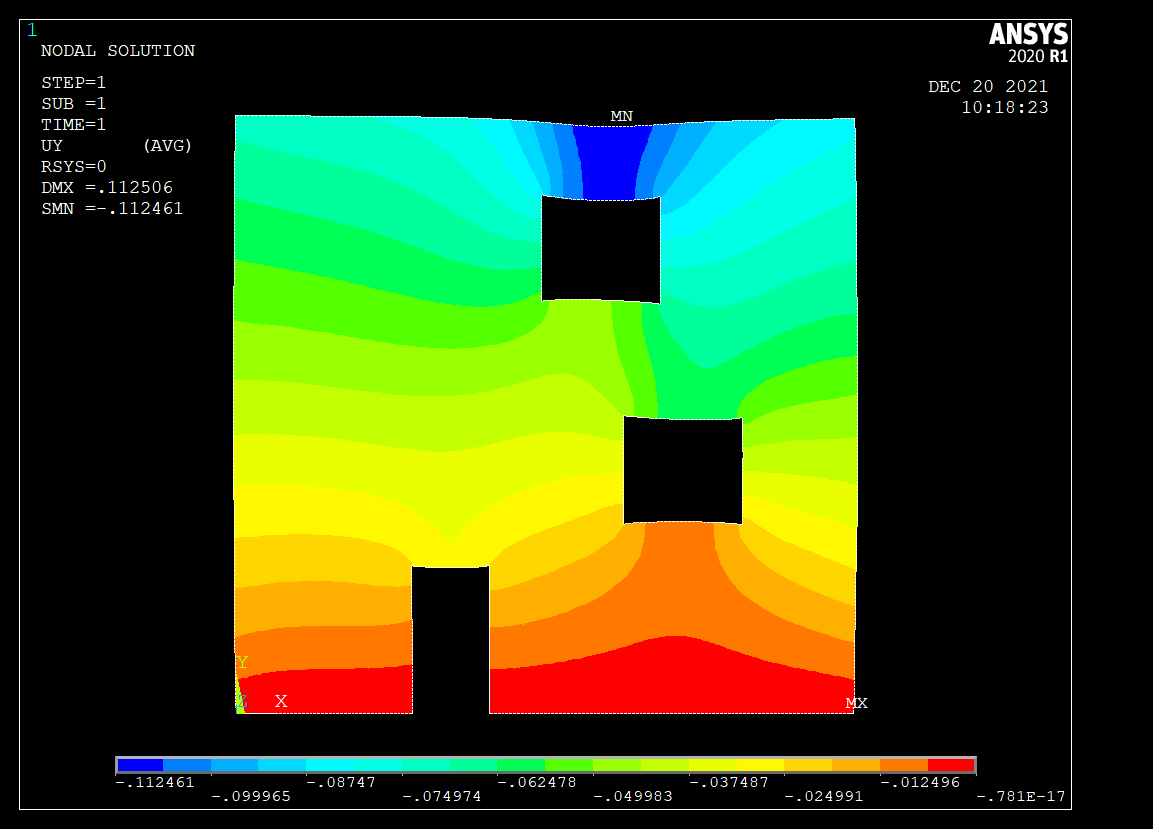 1
ANSYS
2020 R1
NODAL SOLUTION
STEP=1
SUB =1
TIME=1
UY (AVG)
RSYS=0
DMX =.112506
SMN =-.112461
DEC 20 2021
10:18:23
MN
Y
Z X
MX
-.112461 -.08747 -.062478 -.037487 -.012496
-.099965 -.074974 -.049983 -.024991 -.781E-17